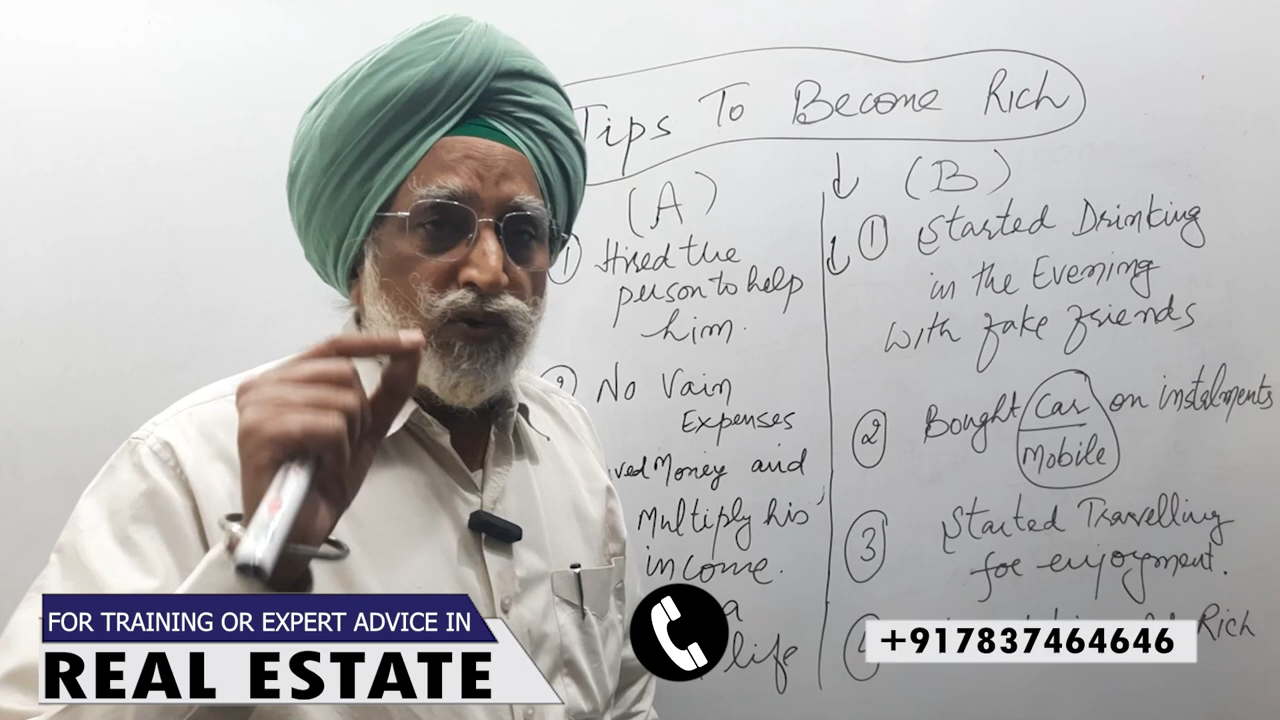 Tips To Become Rich
(A)
1 Hired the
person to help
him.
2 No Vain
Expenses
ved Money and
Multiply his
income.
a
life
(B)
1 Started Drinking
in the Evening
with fake friends
2 Bought Car on instalments
Mobile
3 Started Travelling
for enjoyment.
4 Rich
FOR TRAINING OR EXPERT ADVICE IN
REAL ESTATE
+917837464646